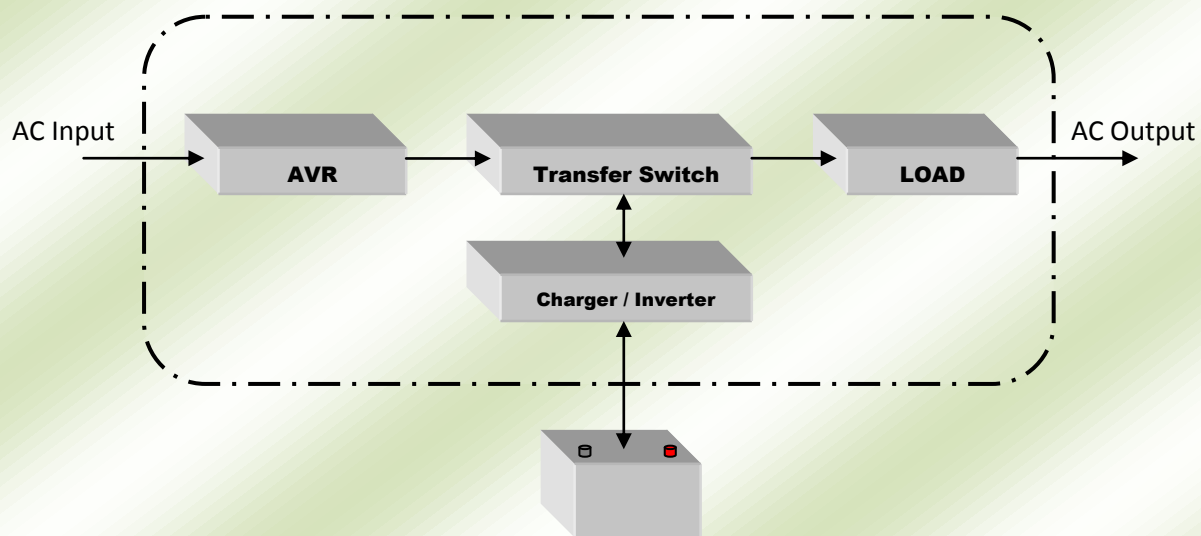 AC Input
AVR
Transfer Switch
LOAD
AC Output
Charger / Inverter